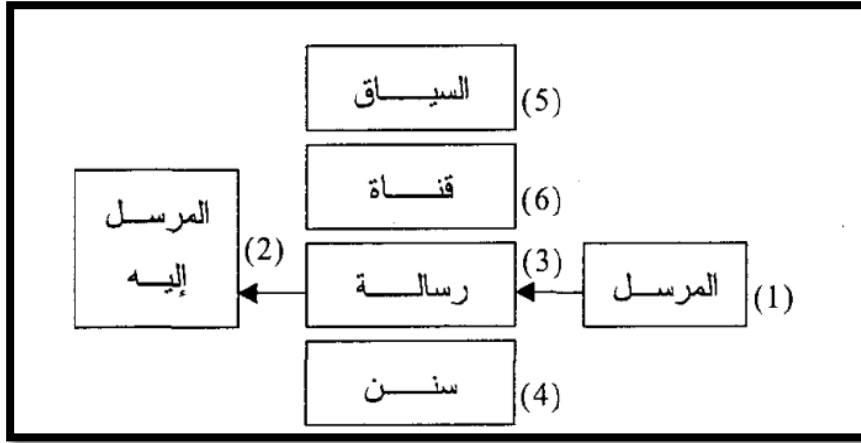 السياق (5)
قناة (6)
المرسل (1)
رسالة (3)
المرسل (2)
إليه
سنن (4)